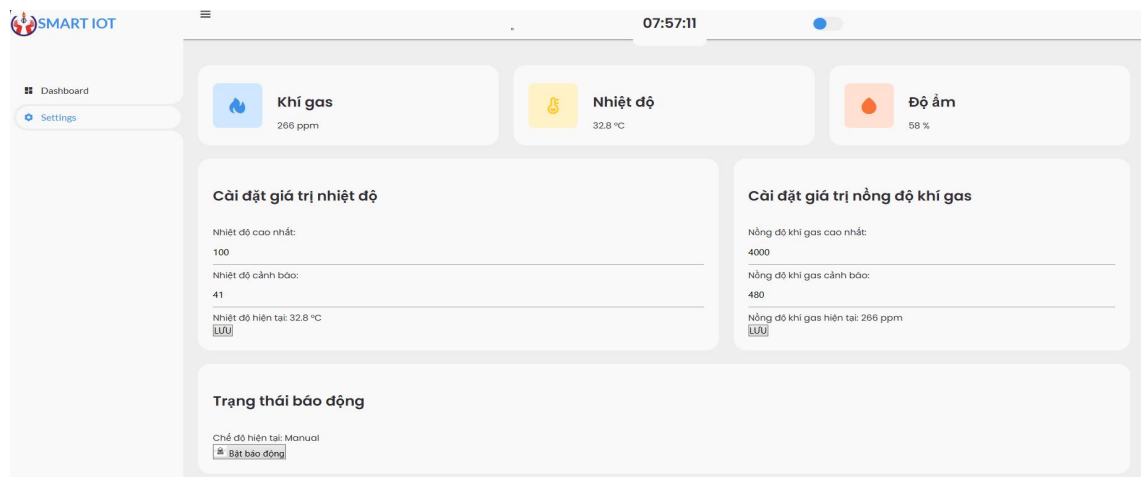 SMART IOT
07:57:11
Dashboard
Settings
Khí gas
266 ppm
Nhiệt độ
32.8 °C
Độ ẩm
58 %
Cài đặt giá trị nhiệt độ
Nhiệt độ cao nhất:
100
Nhiệt độ cảnh báo:
41
Nhiệt độ hiện tại: 32.8 °C
LƯU
Cài đặt giá trị nồng độ khí gas
Nồng độ khí gas cao nhất:
4000
Nồng độ khí gas cảnh báo:
480
Nồng độ khí gas hiện tại: 266 ppm
LƯU
Trạng thái báo động
Chế độ hiện tại: Manual
Bật báo động